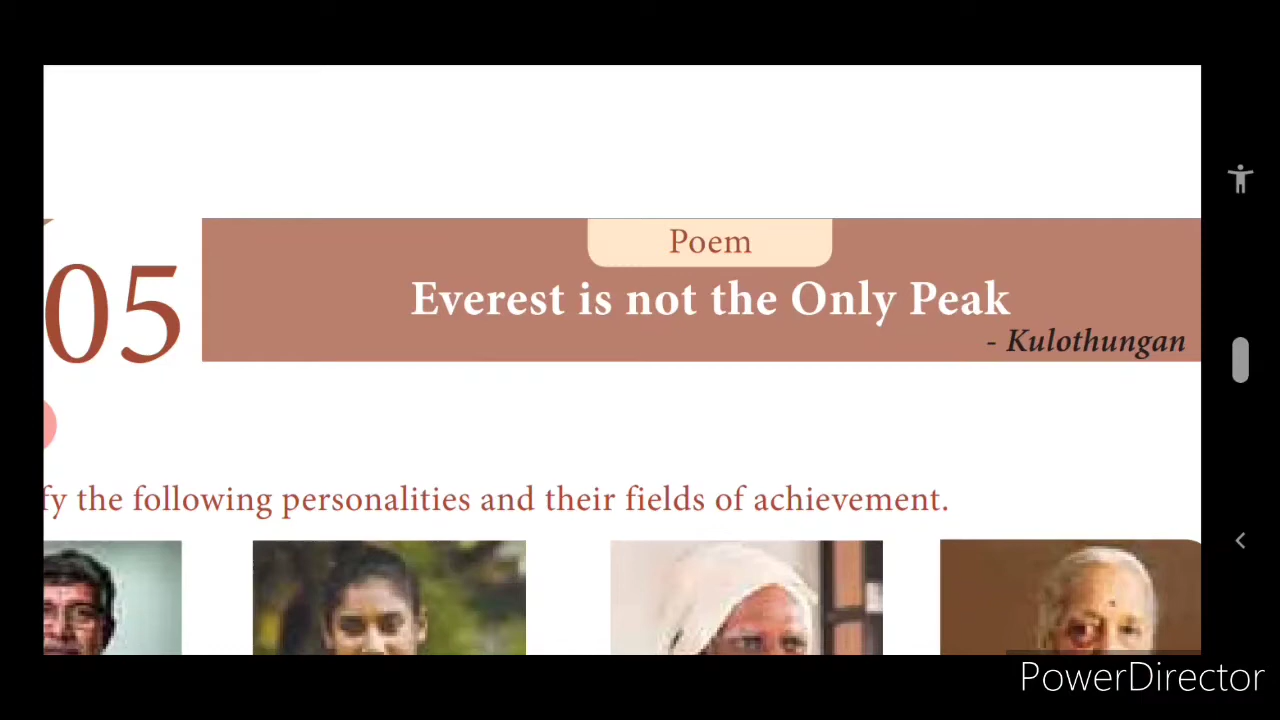 Poem
05
Everest is not the Only Peak
- Kulothungan
fy the following personalities and their fields of achievement.
PowerDirector